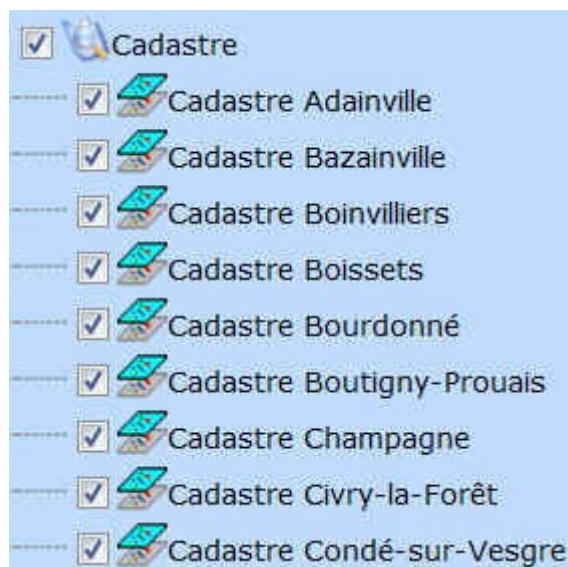 Cadastre
Cadastre Adainville
Cadastre Bazainville
Cadastre Boinvilliers
Cadastre Boissets
Cadastre Bourdonné
Cadastre Boutigny-Prouais
Cadastre Champagne
Cadastre Civry-la-Forêt
Cadastre Condé-sur-Vesgre